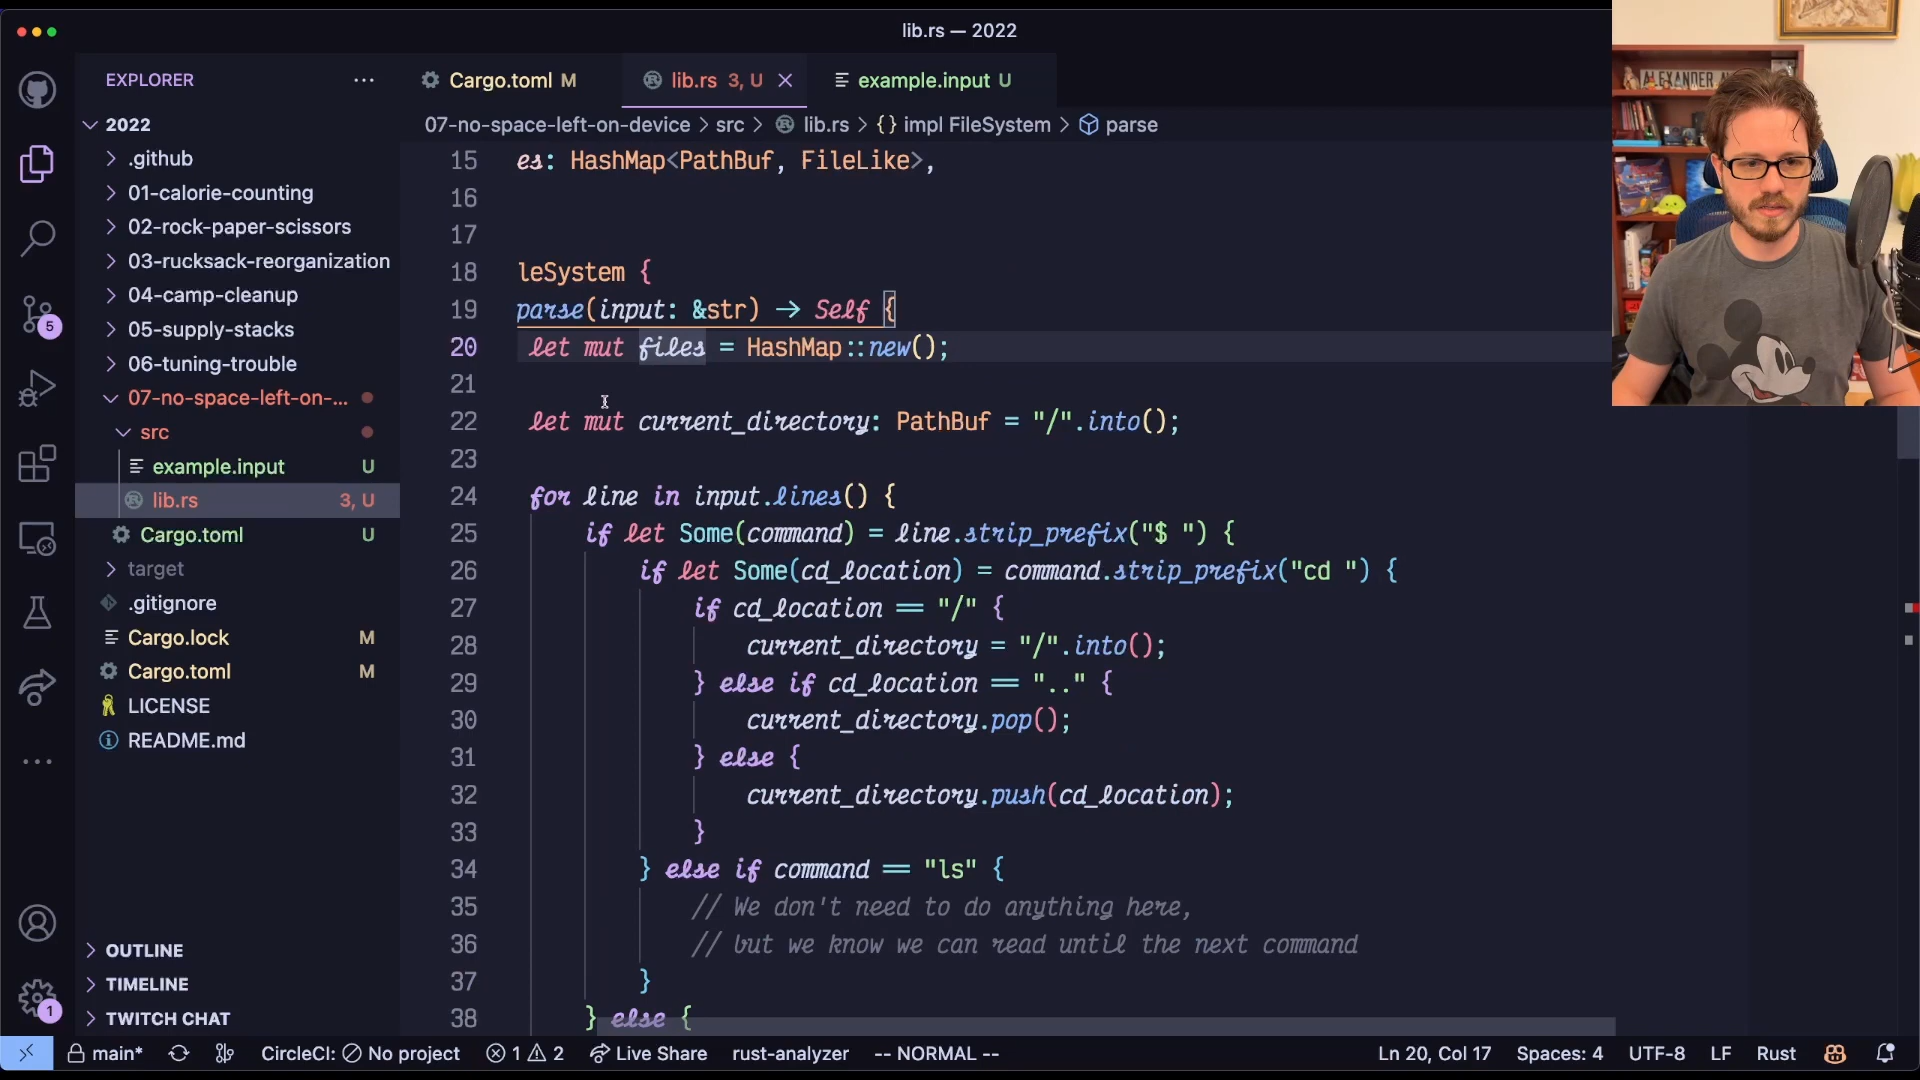 lib.rs — 2022
EXPLORER
Cargo.toml M
lib.rs 3, U
example.input U
07-no-space-left-on-device > src > lib.rs > {} impl FileSystem > parse
2022
.github
01-calorie-counting
02-rock-paper-scissors
03-rucksack-reorganization
04-camp-cleanup
05-supply-stacks
06-tuning-trouble
07-no-space-left-on-...
src
example.input U
lib.rs 3, U
Cargo.toml U
target
.gitignore
Cargo.lock M
Cargo.toml M
LICENSE
README.md
OUTLINE
TIMELINE
TWITCH CHAT
5
1
15 es: HashMap<PathBuf, FileLike>,
16
17
18 leSystem {
19 parse(input: &str) -> Self {
20 let mut files = HashMap::new();
21
22 let mut current_directory: PathBuf = "/".into();
23
24 for line in input.lines() {
25 if let Some(command) = line.strip_prefix("$ ") {
26 if let Some(cd_location) = command.strip_prefix("cd ") {
27 if cd_location == "/" {
28 current_directory = "/".into();
29 } else if cd_location == ".." {
30 current_directory.pop();
31 } else {
32 current_directory.push(cd_location);
33 }
34 } else if command == "ls" {
35 // We don't need to do anything here,
36 // but we know we can read until the next command
37 }
38 } else {
main* CircleCI: No project 1 2 Live Share rust-analyzer -- NORMAL -- Ln 20, Col 17 Spaces: 4 UTF-8 LF Rust